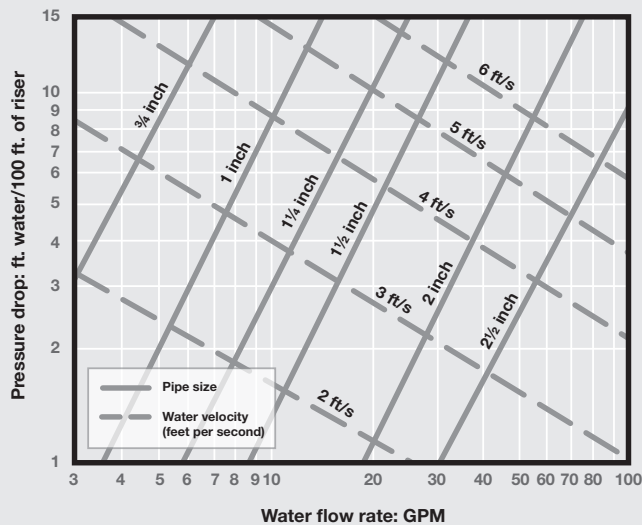 Pressure drop: ft. water/100 ft. of riser
15
10
9
8
7
6
5
4
3
2
1
¾ inch
1 inch
1¼ inch
1½ inch
2 inch
2½ inch
6 ft/s
5 ft/s
4 ft/s
3 ft/s
2 ft/s
Pipe size
Water velocity
(feet per second)
3 4 5 6 7 8 9 10 20 30 40 50 60 70 80 100
Water flow rate: GPM